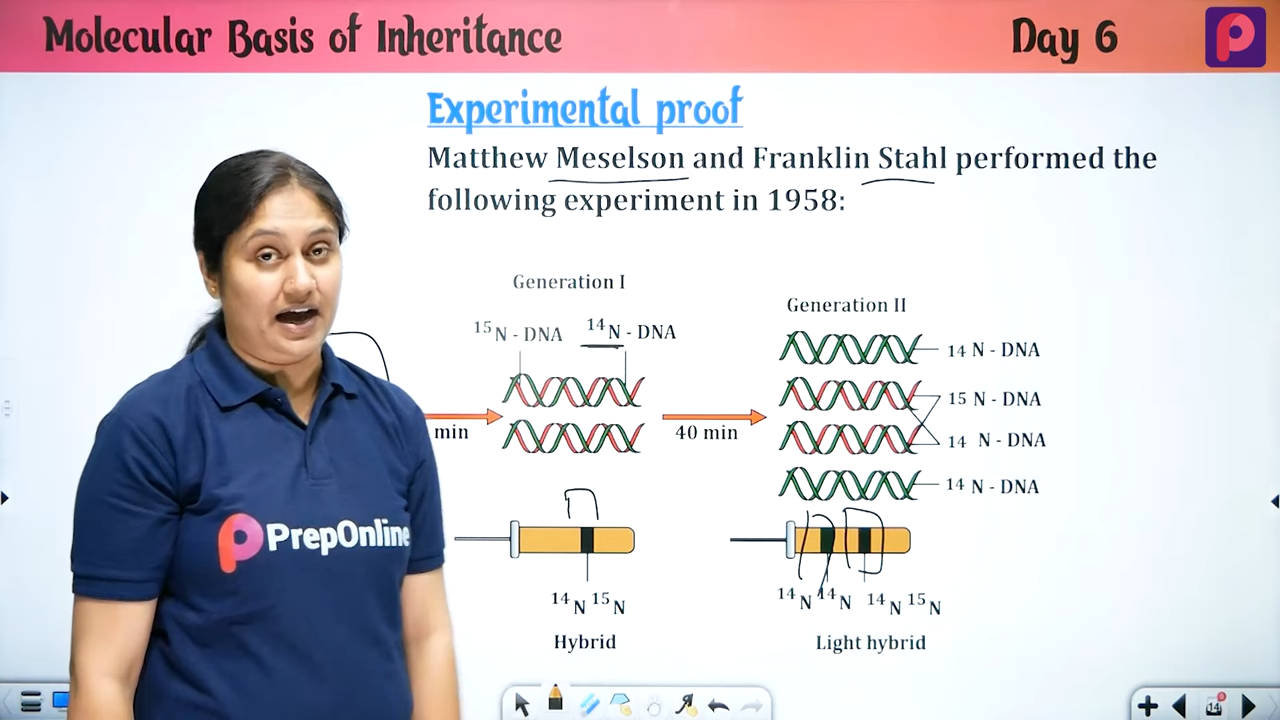 Molecular Basis of Inheritance
Day 6
Experimental proof
Matthew Meselson and Franklin Stahl performed the
following experiment in 1958:
Generation I
¹⁵N - DNA ¹⁴N - DNA
min
40 min
Generation II
14 N - DNA
15 N - DNA
14 N - DNA
14 N - DNA
PrepOnline
¹⁴N ¹⁵N
Hybrid
¹⁴N ¹⁴N ¹⁴N ¹⁵N
Light hybrid
14